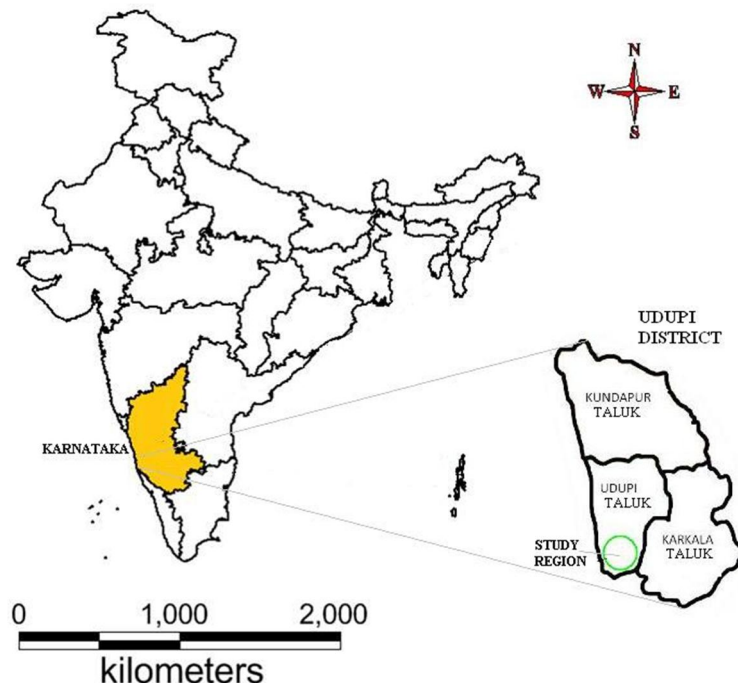 N
W E
S
UDUPI
DISTRICT
KUNDAPUR
TALUK
KARNATAKA
UDUPI
TALUK
STUDY
REGION
KARKALA
TALUK
0 1,000 2,000
kilometers